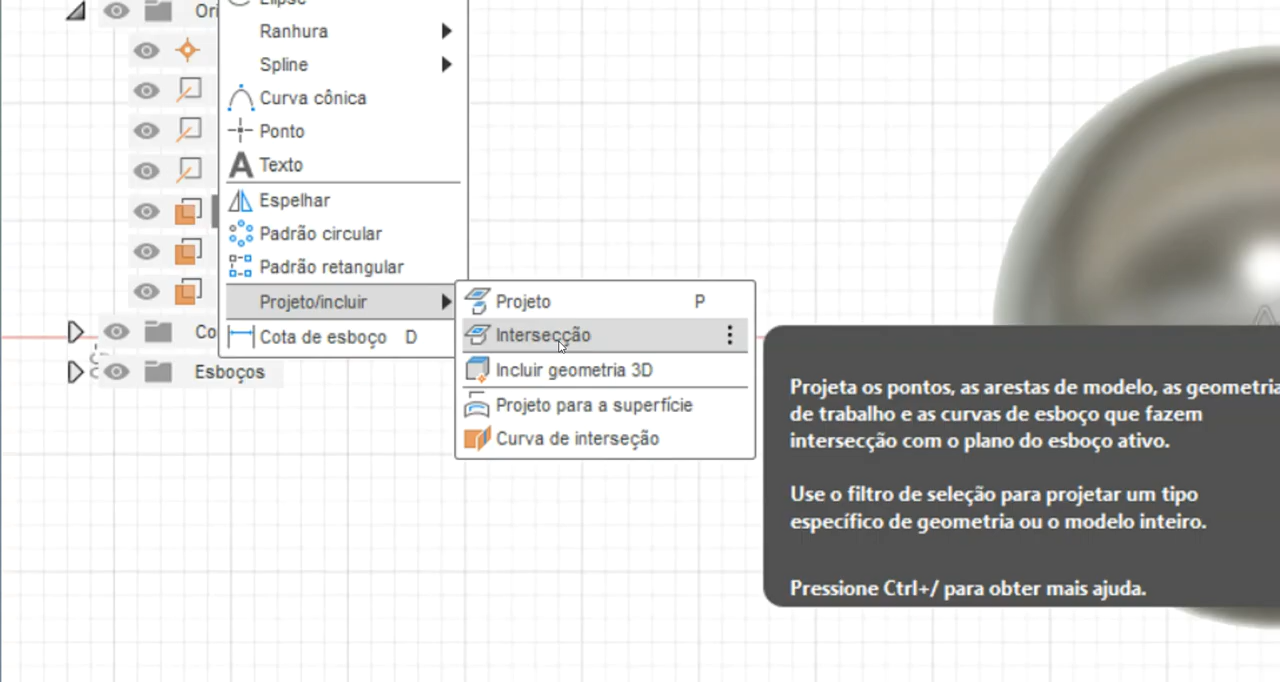 Ori
Elipse
Ranhura
Spline
Curva cônica
Ponto
Texto
Espelhar
Padrão circular
Padrão retangular
Projeto/incluir
Co
Cota de esboço D
Esboços
Projeto P
Intersecção
Incluir geometria 3D
Projeto para a superfície
Curva de interseção
Projeta os pontos, as arestas de modelo, as geometria
de trabalho e as curvas de esboço que fazem
intersecção com o plano do esboço ativo.
Use o filtro de seleção para projetar um tipo
específico de geometria ou o modelo inteiro.
Pressione Ctrl+/ para obter mais ajuda.